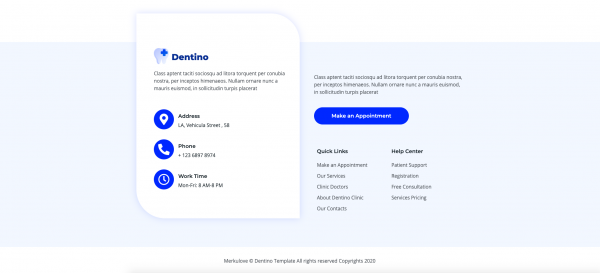 Dentino
Class aptent taciti sociosqu ad litora torquent per conubia
nostra, per inceptos himenaeos. Nullam ornare nunc a
mauris euismod, in sollicitudin turpis placerat
Address
LA, Vehicula Street , 58
Phone
+ 123 6897 8974
Work Time
Mon-Fri: 8 AM-8 PM
Class aptent taciti sociosqu ad litora torquent per conubia
nostra, per inceptos himenaeos. Nullam ornare nunc a mauris euismod,
in sollicitudin turpis placerat
Make an Appointment
Quick Links
Make an Appointment
Our Services
Clinic Doctors
About Dentino Clinic
Our Contacts
Help Center
Patient Support
Registration
Free Consultation
Services Pricing
Merkulove © Dentino Template All rights reserved Copyrights 2020